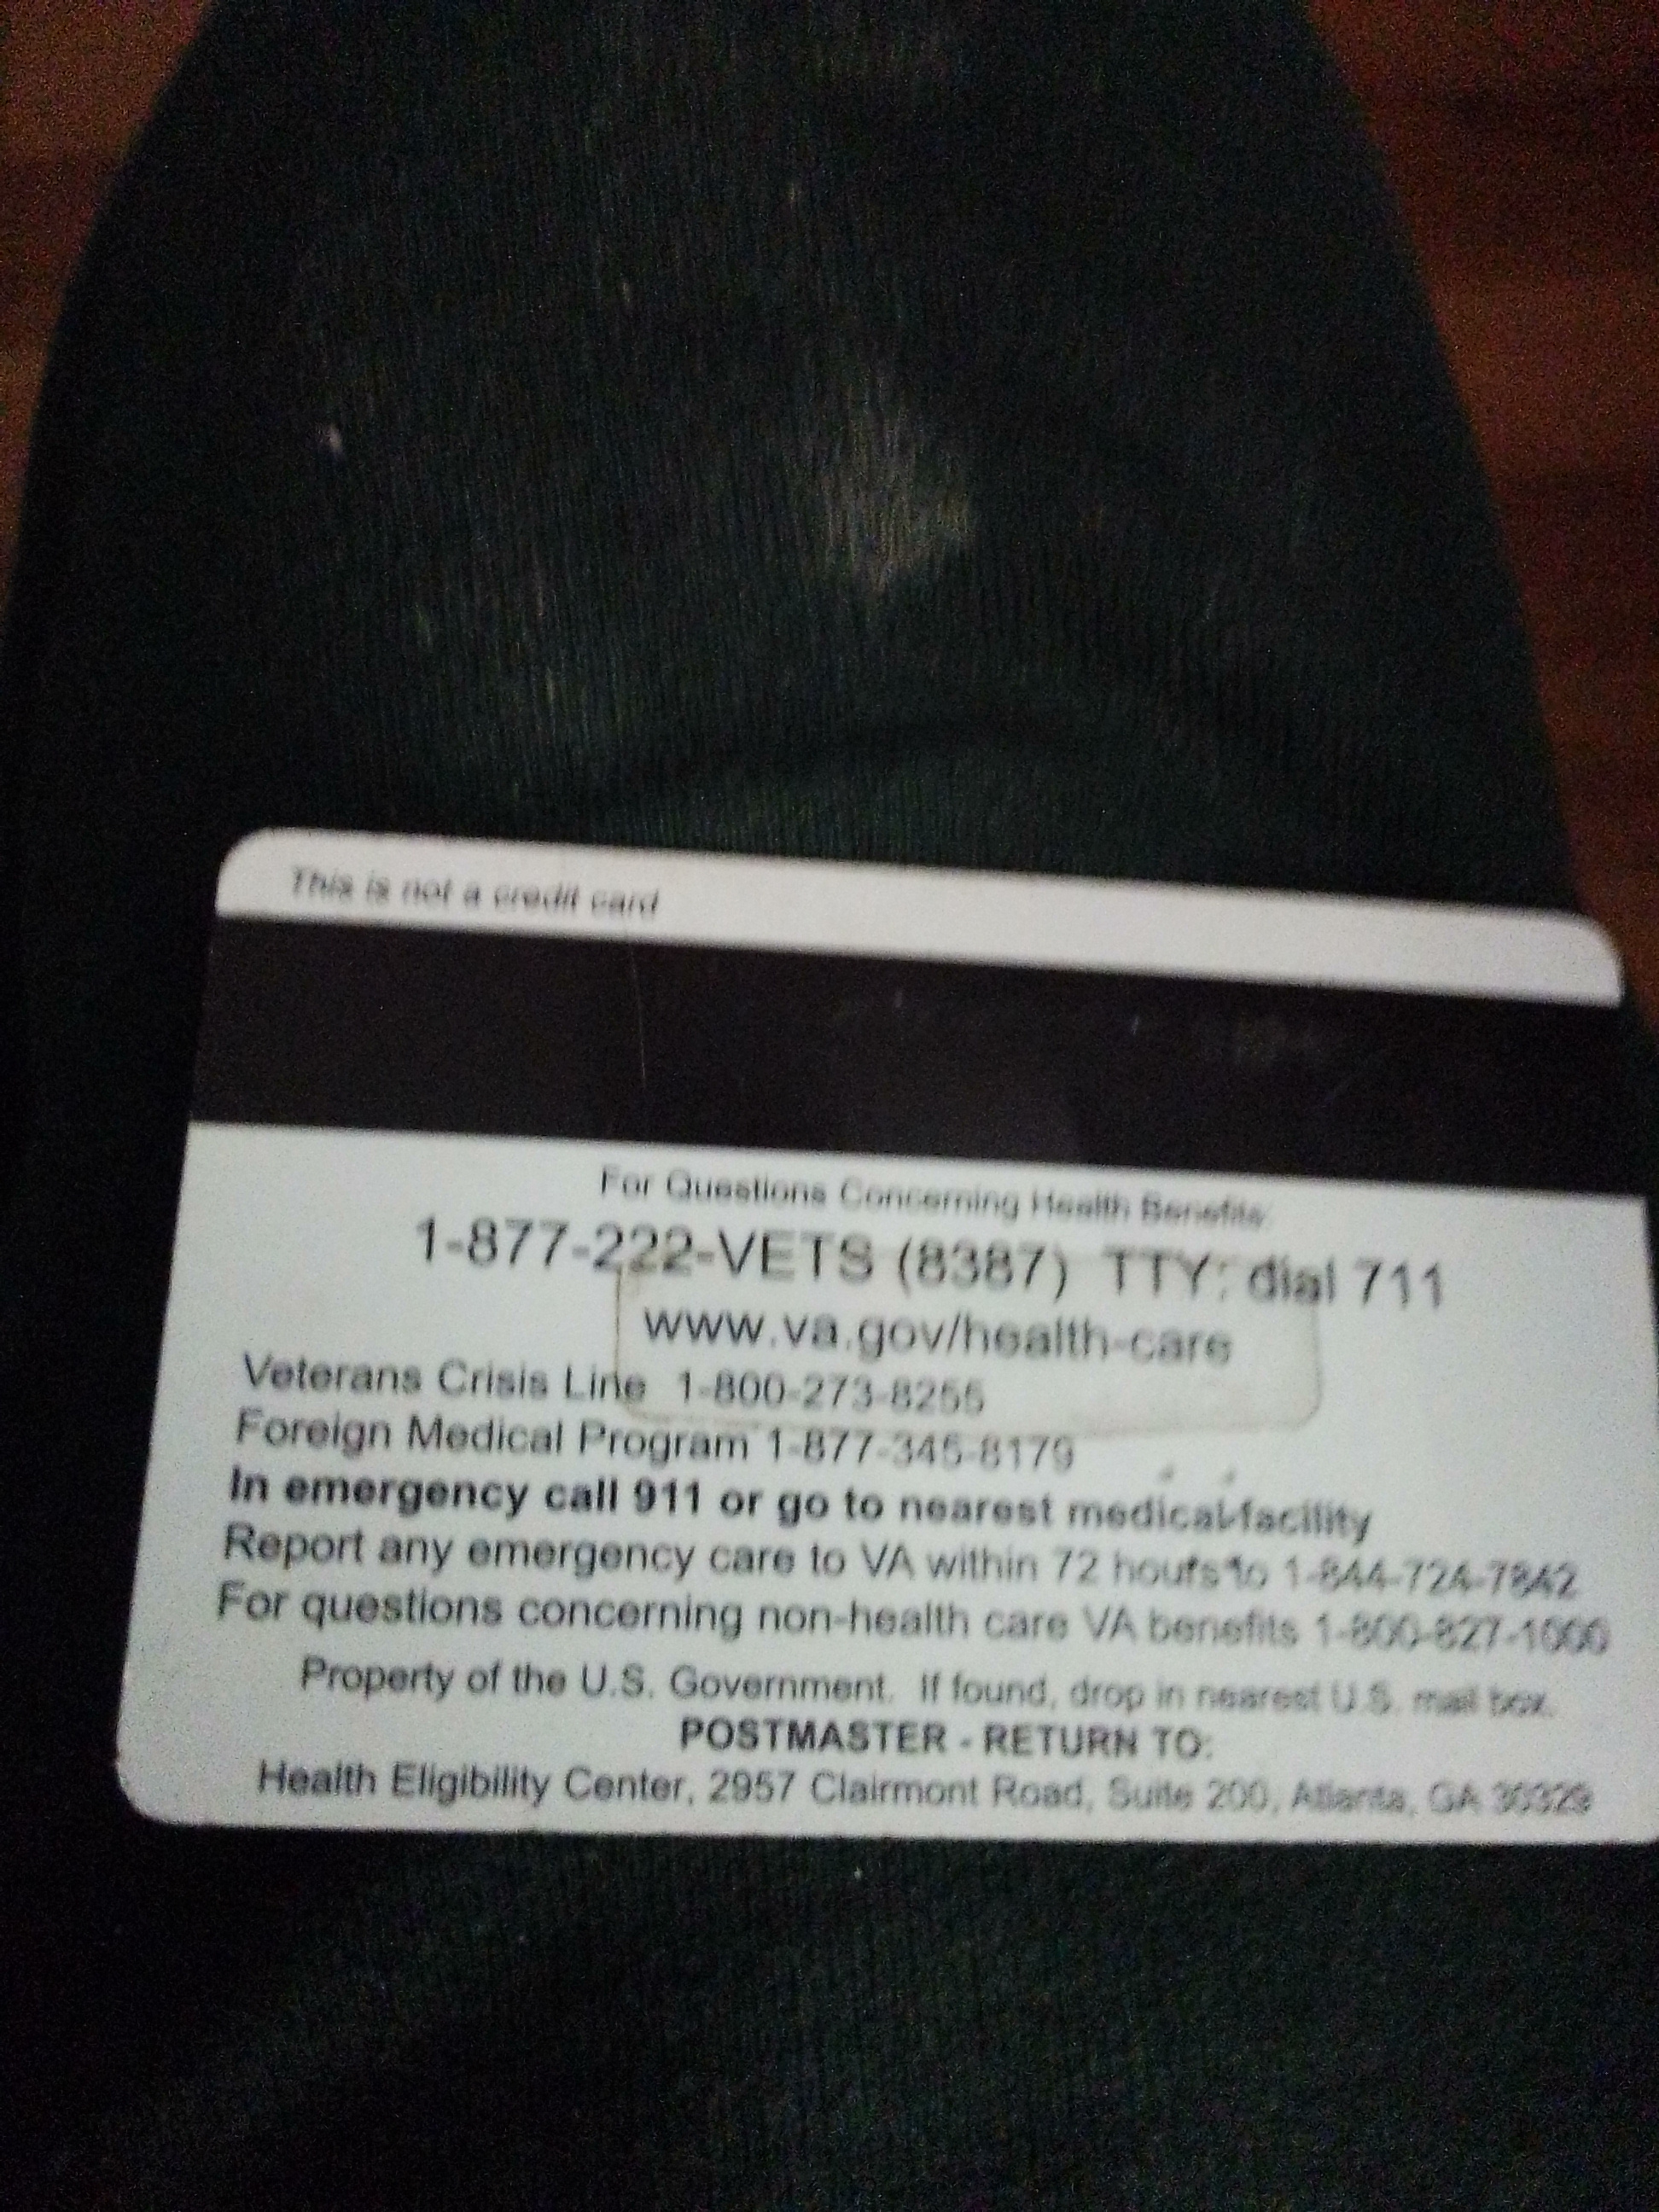 This is not a credit card
For Questions Concerning Health Benefits:
1-877-222-VETS (8387) TTY: dial 711
www.va.gov/health-care
Veterans Crisis Line 1-800-273-8255
Foreign Medical Program 1-877-345-8179
In emergency call 911 or go to nearest medical facility
Report any emergency care to VA within 72 hours to 1-844-724-7842
For questions concerning non-health care VA benefits 1-800-827-1000
Property of the U.S. Government. If found, drop in nearest U.S. mail box.
POSTMASTER - RETURN TO:
Health Eligibility Center, 2957 Clairmont Road, Suite 200, Atlanta, GA 30329